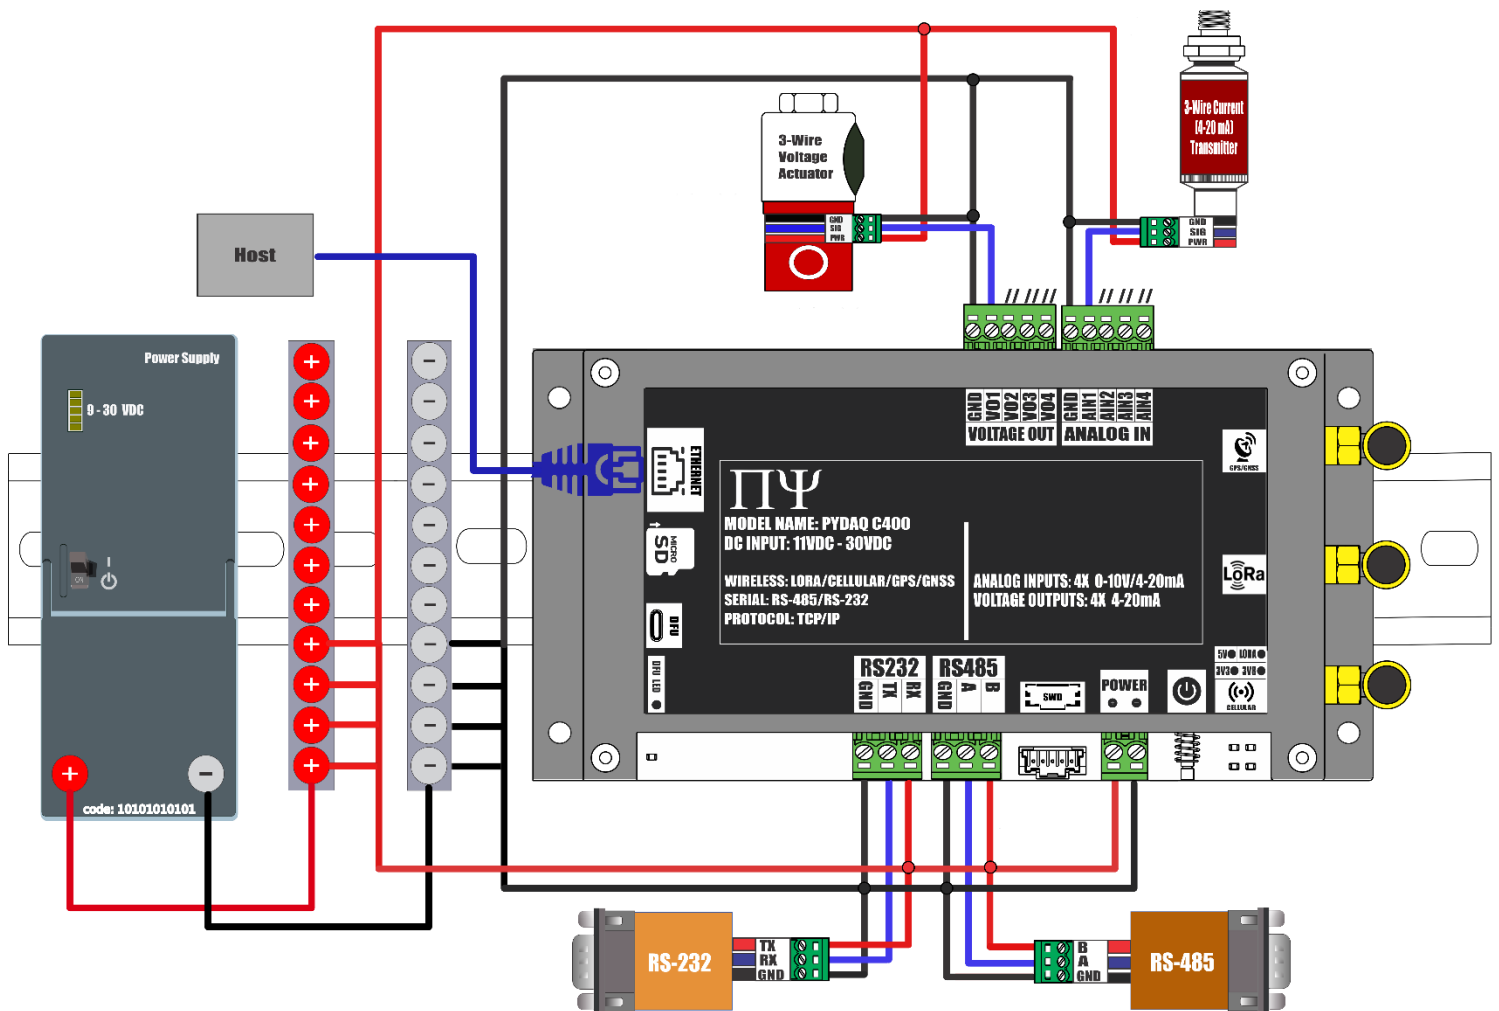 3-Wire Current
(4-20 mA)
Transmitter
3-Wire
Voltage
Actuator
GND
SIG
PWR
GND
SIG
PWR
Host
Power Supply
9 - 30 VDC
code: 10101010101
GND
VO1
VO2
VO3
VO4
VOLTAGE OUT
GND
AIN1
AIN2
AIN3
AIN4
ANALOG IN
ETHERNET
GPS/GNSS
ΠΨ
MODEL NAME: PYDAQ C400
DC INPUT: 11VDC - 30VDC
WIRELESS: LORA/CELLULAR/GPS/GNSS
SERIAL: RS-485/RS-232
PROTOCOL: TCP/IP
ANALOG INPUTS: 4X 0-10V/4-20mA
VOLTAGE OUTPUTS: 4X 4-20mA
MICRO
SD
LoRa
DFU
DFU LED
RS232
GND
TX
RX
RS485
GND
A
B
SWD
POWER
5V
LORA
3V3
3V8
CELLULAR
RS-232
TX
RX
GND
B
A
GND
RS-485